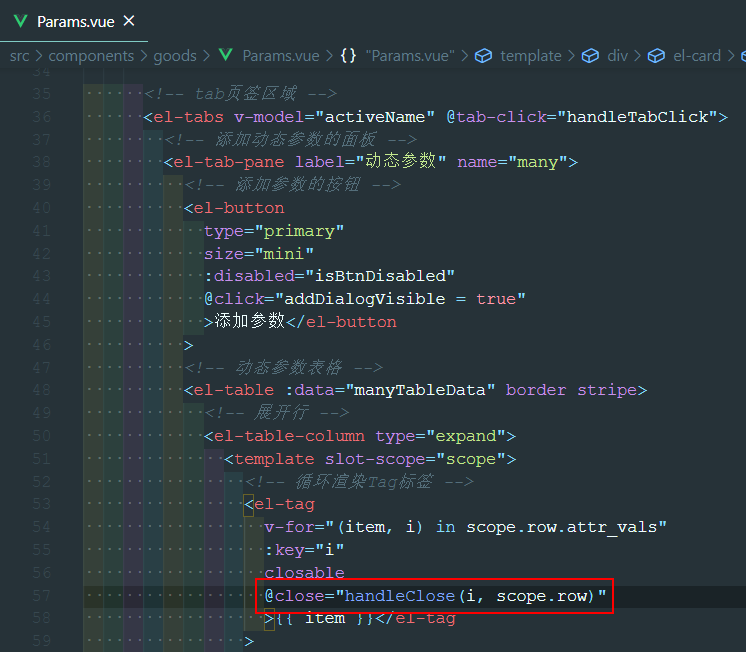 Params.vue
src > components > goods > Params.vue > {} "Params.vue" > template > div > el-card >
34
35 <!-- tab页签区域 -->
36 <el-tabs v-model="activeName" @tab-click="handleTabClick">
37 <!-- 添加动态参数的面板 -->
38 <el-tab-pane label="动态参数" name="many">
39 <!-- 添加参数的按钮 -->
40 <el-button
41 type="primary"
42 size="mini"
43 :disabled="isBtnDisabled"
44 @click="addDialogVisible = true"
45 >添加参数</el-button
46 >
47 <!-- 动态参数表格 -->
48 <el-table :data="manyTableData" border stripe>
49 <!-- 展开行 -->
50 <el-table-column type="expand">
51 <template slot-scope="scope">
52 <!-- 循环渲染Tag标签 -->
53 <el-tag
54 v-for="(item, i) in scope.row.attr_vals"
55 :key="i"
56 closable
57 @close="handleClose(i, scope.row)"
58 >{{ item }}</el-tag
59 >